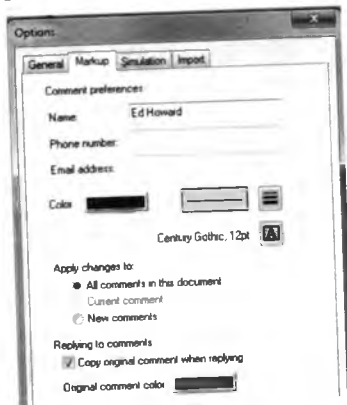 Options
General Markup Simulation Import
Comment preferences
Name: Ed Howard
Phone number:
Email address:
Color
Century Gothic, 12pt
Apply changes to:
All comments in this document
Current comment
New comments
Replying to comments
Copy original comment when replying
Original comment color